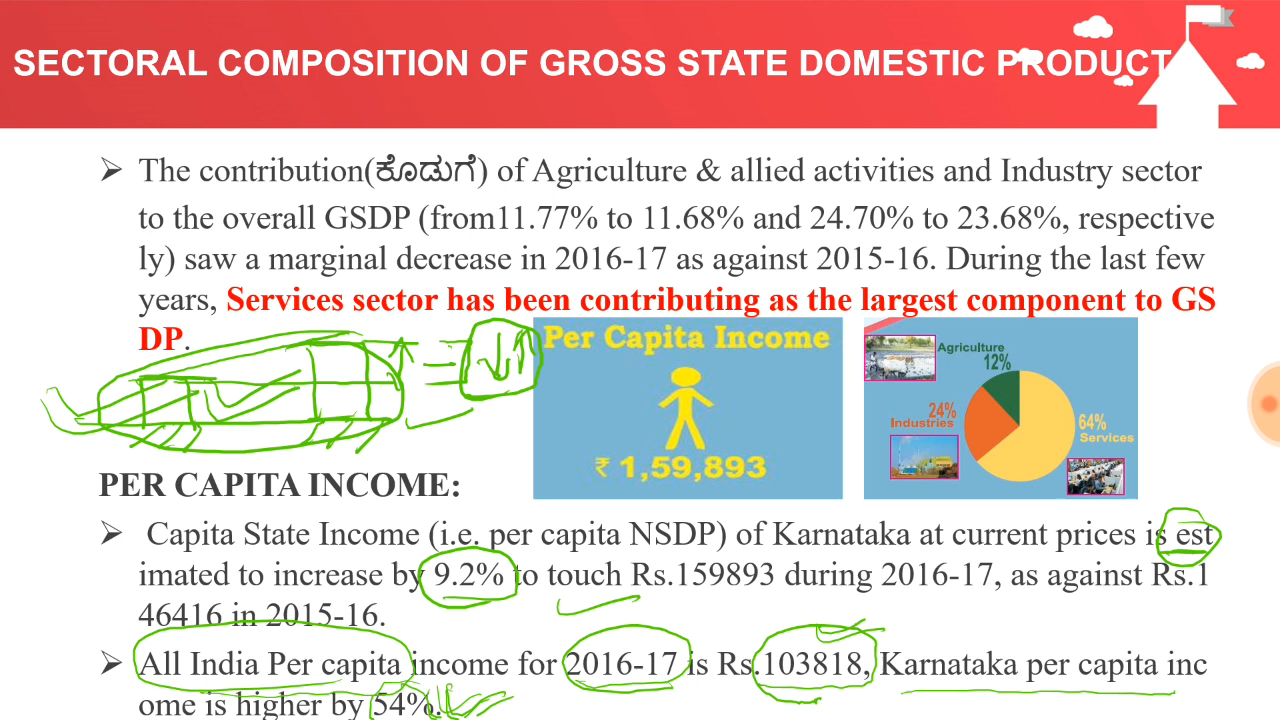 SECTORAL COMPOSITION OF GROSS STATE DOMESTIC PRODUCT
➢ The contribution(ಕೊಡುಗೆ) of Agriculture & allied activities and Industry sector
to the overall GSDP (from11.77% to 11.68% and 24.70% to 23.68%, respective
ly) saw a marginal decrease in 2016-17 as against 2015-16. During the last few
years, Services sector has been contributing as the largest component to GS
DP.
Per Capita Income
₹ 1,59,893
Agriculture
12%
24%
Industries
64%
Services
PER CAPITA INCOME:
➢ Capita State Income (i.e. per capita NSDP) of Karnataka at current prices is est
imated to increase by 9.2% to touch Rs.159893 during 2016-17, as against Rs.1
46416 in 2015-16.
➢ All India Per capita income for 2016-17 is Rs.103818, Karnataka per capita inc
ome is higher by 54%.